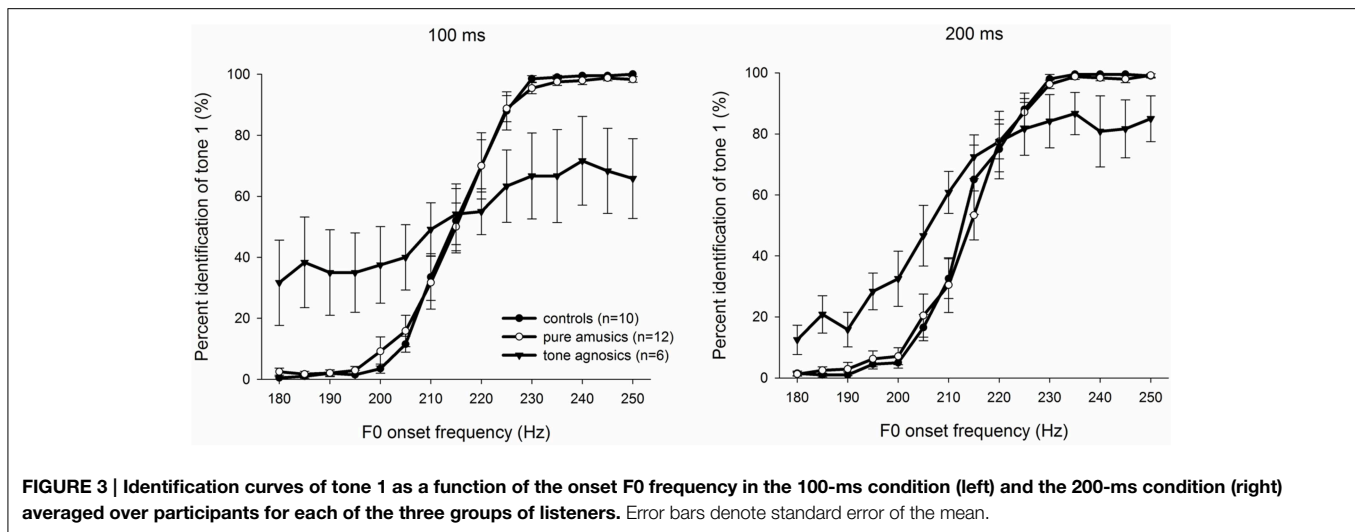 100 ms
200 ms
Percent identification of tone 1 (%)
100
80
60
40
20
0
180 190 200 210 220 230 240 250
F0 onset frequency (Hz)
controls (n=10)
pure amusics (n=12)
tone agnosics (n=6)
Percent identification of tone 1 (%)
100
80
60
40
20
0
180 190 200 210 220 230 240 250
F0 onset frequency (Hz)
FIGURE 3 | Identification curves of tone 1 as a function of the onset F0 frequency in the 100-ms condition (left) and the 200-ms condition (right)
averaged over participants for each of the three groups of listeners. Error bars denote standard error of the mean.